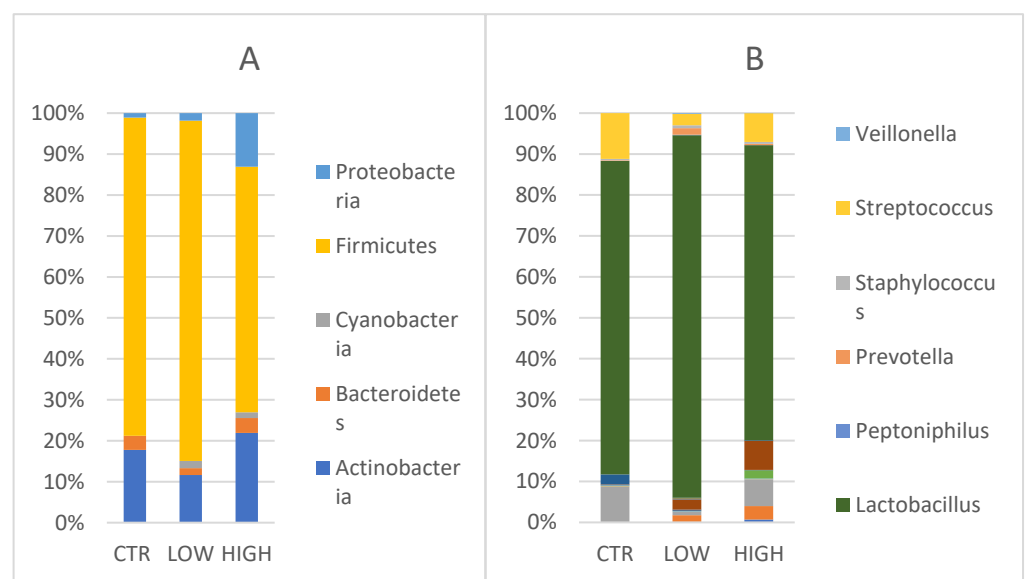 A
100%
90%
80%
70%
60%
50%
40%
30%
20%
10%
0%
CTR LOW HIGH
Proteobacte
ria
Firmicutes
Cyanobacter
ia
Bacteroidete
s
Actinobacter
ia
B
100%
90%
80%
70%
60%
50%
40%
30%
20%
10%
0%
CTR LOW HIGH
Veillonella
Streptococcus
Staphylococcu
s
Prevotella
Peptoniphilus
Lactobacillus